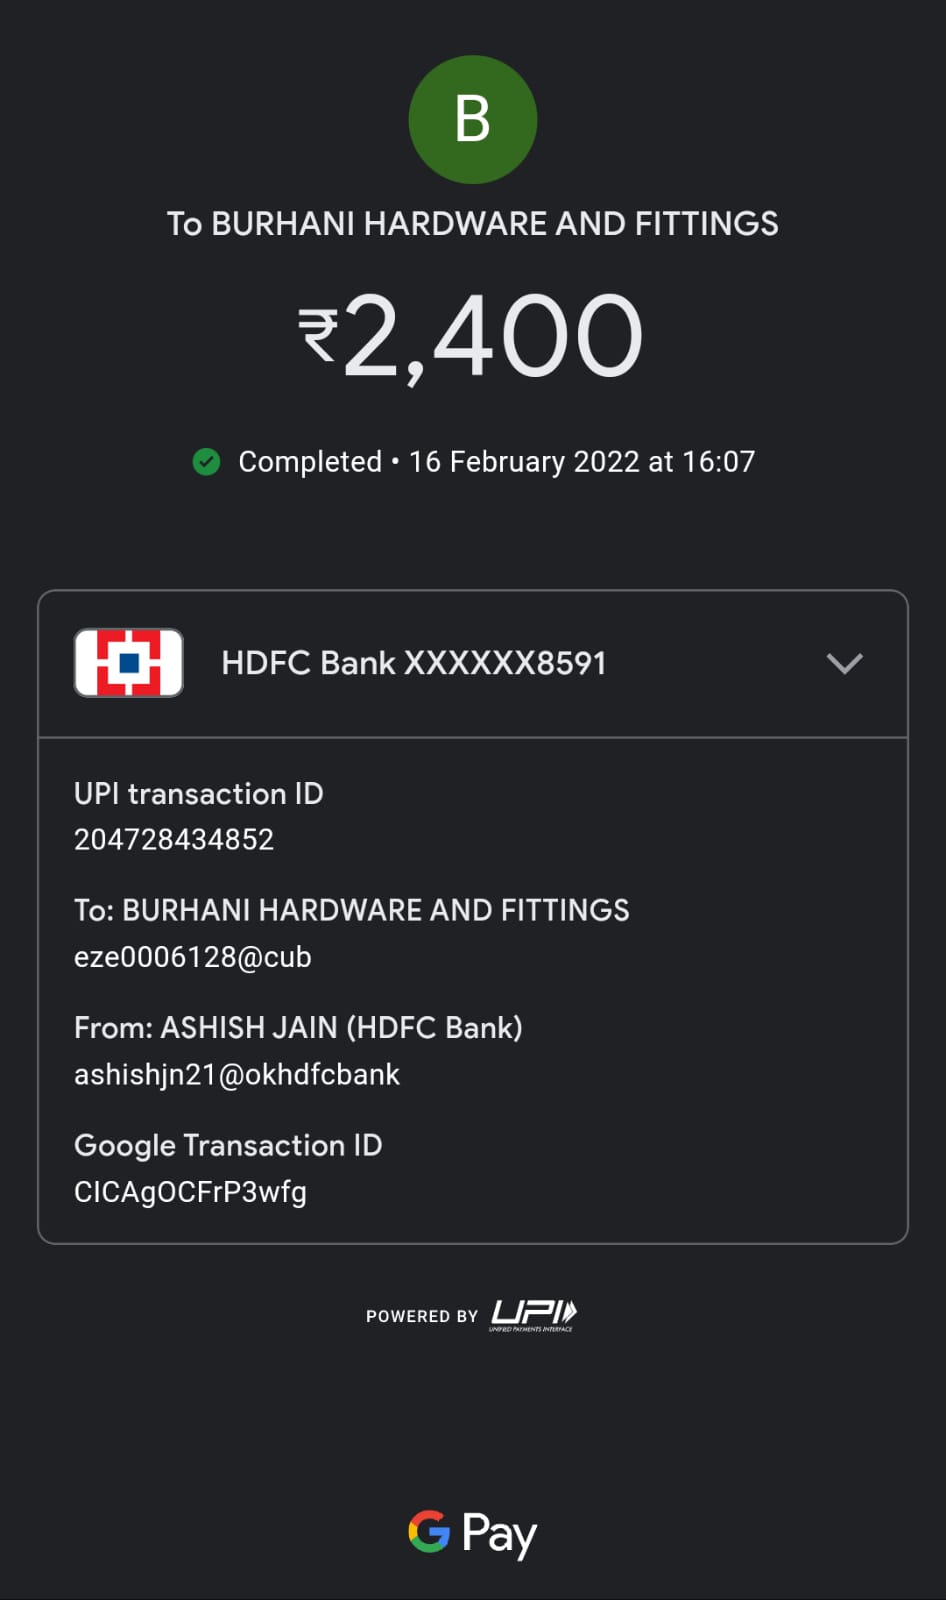 B
To BURHANI HARDWARE AND FITTINGS
₹2,400
Completed • 16 February 2022 at 16:07
HDFC Bank XXXXXX8591
UPI transaction ID
204728434852
To: BURHANI HARDWARE AND FITTINGS
eze0006128@cub
From: ASHISH JAIN (HDFC Bank)
ashishjn21@okhdfcbank
Google Transaction ID
CICAgOCFrP3wfg
POWERED BY UPI
UNIFIED PAYMENTS INTERFACE
G Pay